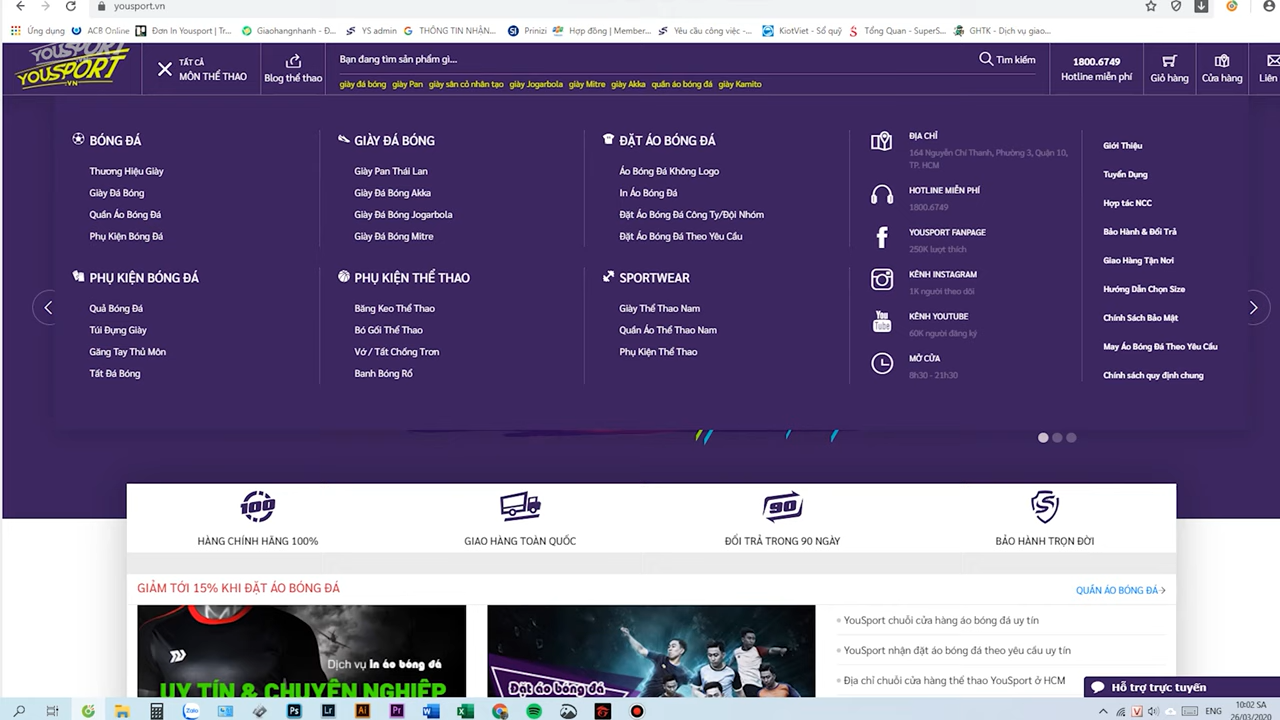 yousport.vn
Ứng dụng ACB Online Đơn In Yousport | Tr... Giaohangnhanh - Đ... YS admin THÔNG TIN NHẬN... Prinizi Hợp đồng | Member... Yêu cầu công việc -... KiotViet - Sổ quỹ Tổng Quan - SuperS... GHTK - Dịch vụ giao...
YOUSPORT
YOUSPORT
.VN
TẤT CẢ
MÔN THỂ THAO
Blog thể thao
Bạn đang tìm sản phẩm gì...
Tìm kiếm
giày đá bóng giày Pan giày sân cỏ nhân tạo giày Jogarbola giày Mitre giày Akka quần áo bóng đá giày Kamito
1800.6749
Hotline miễn phí
Giỏ hàng
Cửa hàng
Liên
BÓNG ĐÁ
Thương Hiệu Giày
Giày Đá Bóng
Quần Áo Bóng Đá
Phụ Kiện Bóng Đá
GIÀY ĐÁ BÓNG
Giày Pan Thái Lan
Giày Đá Bóng Akka
Giày Đá Bóng Jogarbola
Giày Đá Bóng Mitre
ĐẶT ÁO BÓNG ĐÁ
Áo Bóng Đá Không Logo
In Áo Bóng Đá
Đặt Áo Bóng Đá Công Ty/Đội Nhóm
Đặt Áo Bóng Đá Theo Yêu Cầu
PHỤ KIỆN BÓNG ĐÁ
Quả Bóng Đá
Túi Đựng Giày
Găng Tay Thủ Môn
Tất Đá Bóng
PHỤ KIỆN THỂ THAO
Băng Keo Thể Thao
Bó Gối Thể Thao
Vớ / Tất Chống Trơn
Banh Bóng Rổ
SPORTWEAR
Giày Thể Thao Nam
Quần Áo Thể Thao Nam
Phụ Kiện Thể Thao
ĐỊA CHỈ
164 Nguyễn Chí Thanh, Phường 3, Quận 10,
TP. HCM
HOTLINE MIỄN PHÍ
1800.6749
YOUSPORT FANPAGE
250K lượt thích
KÊNH INSTAGRAM
1K người theo dõi
You
Tube
KÊNH YOUTUBE
60K người đăng ký
MỞ CỬA
8h30 - 21h30
Giới Thiệu
Tuyển Dụng
Hợp tác NCC
Bảo Hành & Đổi Trả
Giao Hàng Tận Nơi
Hướng Dẫn Chọn Size
Chính Sách Bảo Mật
May Áo Bóng Đá Theo Yêu Cầu
Chính sách quy định chung
100
HÀNG CHÍNH HÃNG 100%
GIAO HÀNG TOÀN QUỐC
90
ĐỔI TRẢ TRONG 90 NGÀY
BẢO HÀNH TRỌN ĐỜI
GIẢM TỚI 15% KHI ĐẶT ÁO BÓNG ĐÁ
QUẦN ÁO BÓNG ĐÁ
Dịch vụ in áo bóng đá
UY TÍN & CHUYÊN NGHIỆP
Đặt áo bóng đá
YouSport chuỗi cửa hàng áo bóng đá uy tín
YouSport nhận đặt áo bóng đá theo yêu cầu uy tín
Địa chỉ chuỗi cửa hàng thể thao YouSport ở HCM
Hỗ trợ trực tuyến
Zalo Ps Lr Ai Pr
ENG
10:02 SA
26/03/2020